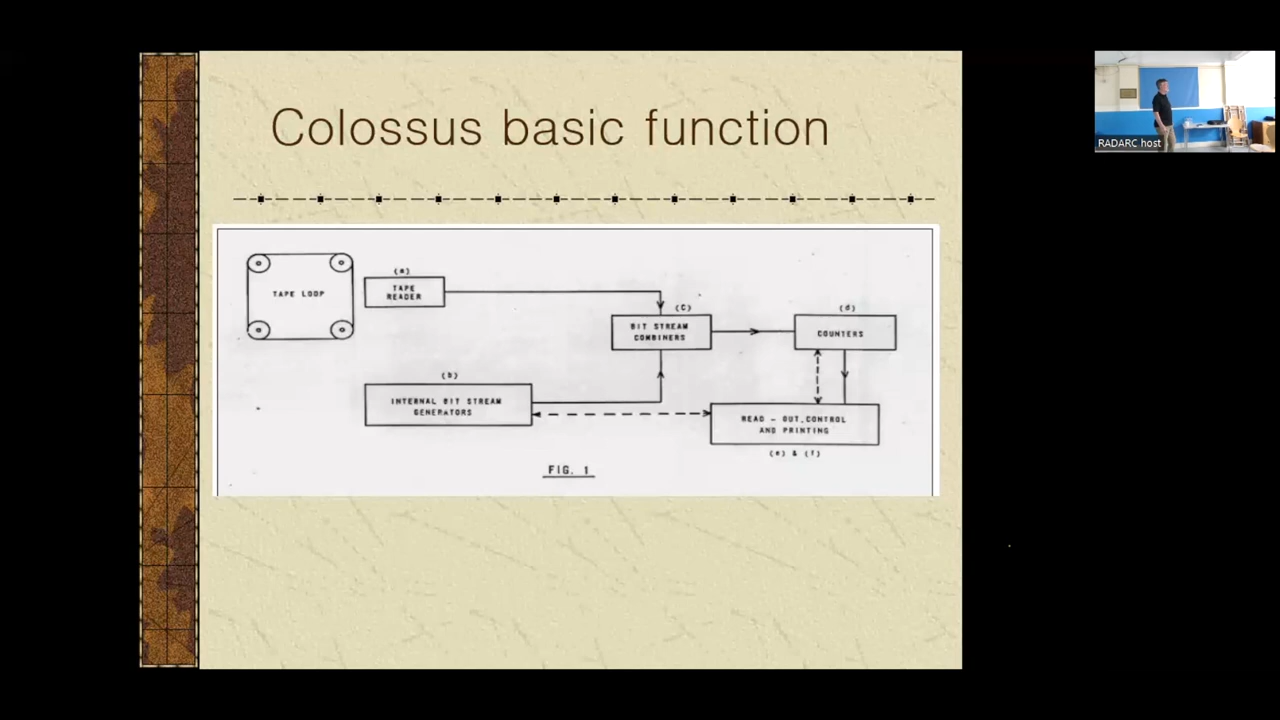 Colossus basic function
TAPE LOOP
(a)
TAPE
READER
(b)
INTERNAL BIT STREAM
GENERATORS
(C)
BIT STREAM
COMBINERS
(d)
COUNTERS
READ - OUT, CONTROL
AND PRINTING
(e) & (f)
FIG. 1
RADARC host